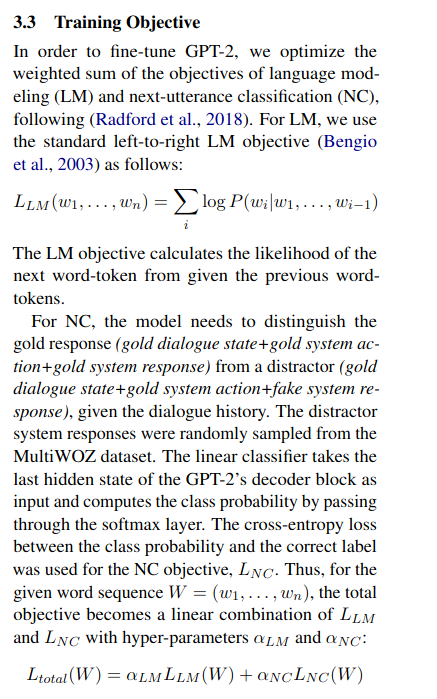 3.3 Training Objective
In order to fine-tune GPT-2, we optimize the
weighted sum of the objectives of language mod-
eling (LM) and next-utterance classification (NC),
following (Radford et al., 2018). For LM, we use
the standard left-to-right LM objective (Bengio
et al., 2003) as follows:
L_{LM}(w_1, . . . , w_n) = \sum_i \log P(w_i|w_1, . . . , w_{i-1})
The LM objective calculates the likelihood of the
next word-token from given the previous word-
tokens.
For NC, the model needs to distinguish the
gold response (gold dialogue state+gold system ac-
tion+gold system response) from a distractor (gold
dialogue state+gold system action+fake system re-
sponse), given the dialogue history. The distractor
system responses were randomly sampled from the
MultiWOZ dataset. The linear classifier takes the
last hidden state of the GPT-2's decoder block as
input and computes the class probability by passing
through the softmax layer. The cross-entropy loss
between the class probability and the correct label
was used for the NC objective, L_{NC}. Thus, for the
given word sequence W = (w_1, . . . , w_n), the total
objective becomes a linear combination of L_{LM}
and L_{NC} with hyper-parameters α_{LM} and α_{NC}:
L_{total}(W) = α_{LM}L_{LM}(W) + α_{NC}L_{NC}(W)